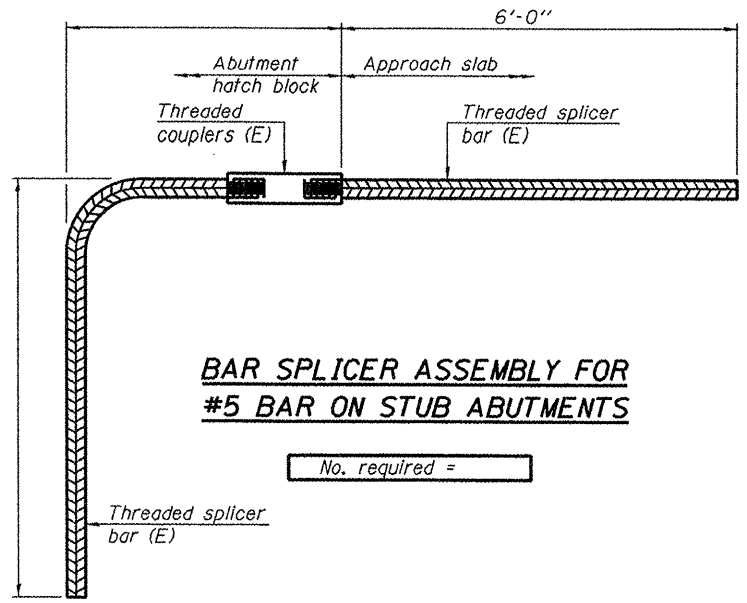 6'-0"
Abutment
hatch block
Approach slab
Threaded
couplers (E)
Threaded splicer
bar (E)
BAR SPLICER ASSEMBLY FOR
#5 BAR ON STUB ABUTMENTS
No. required =
Threaded splicer
bar (E)